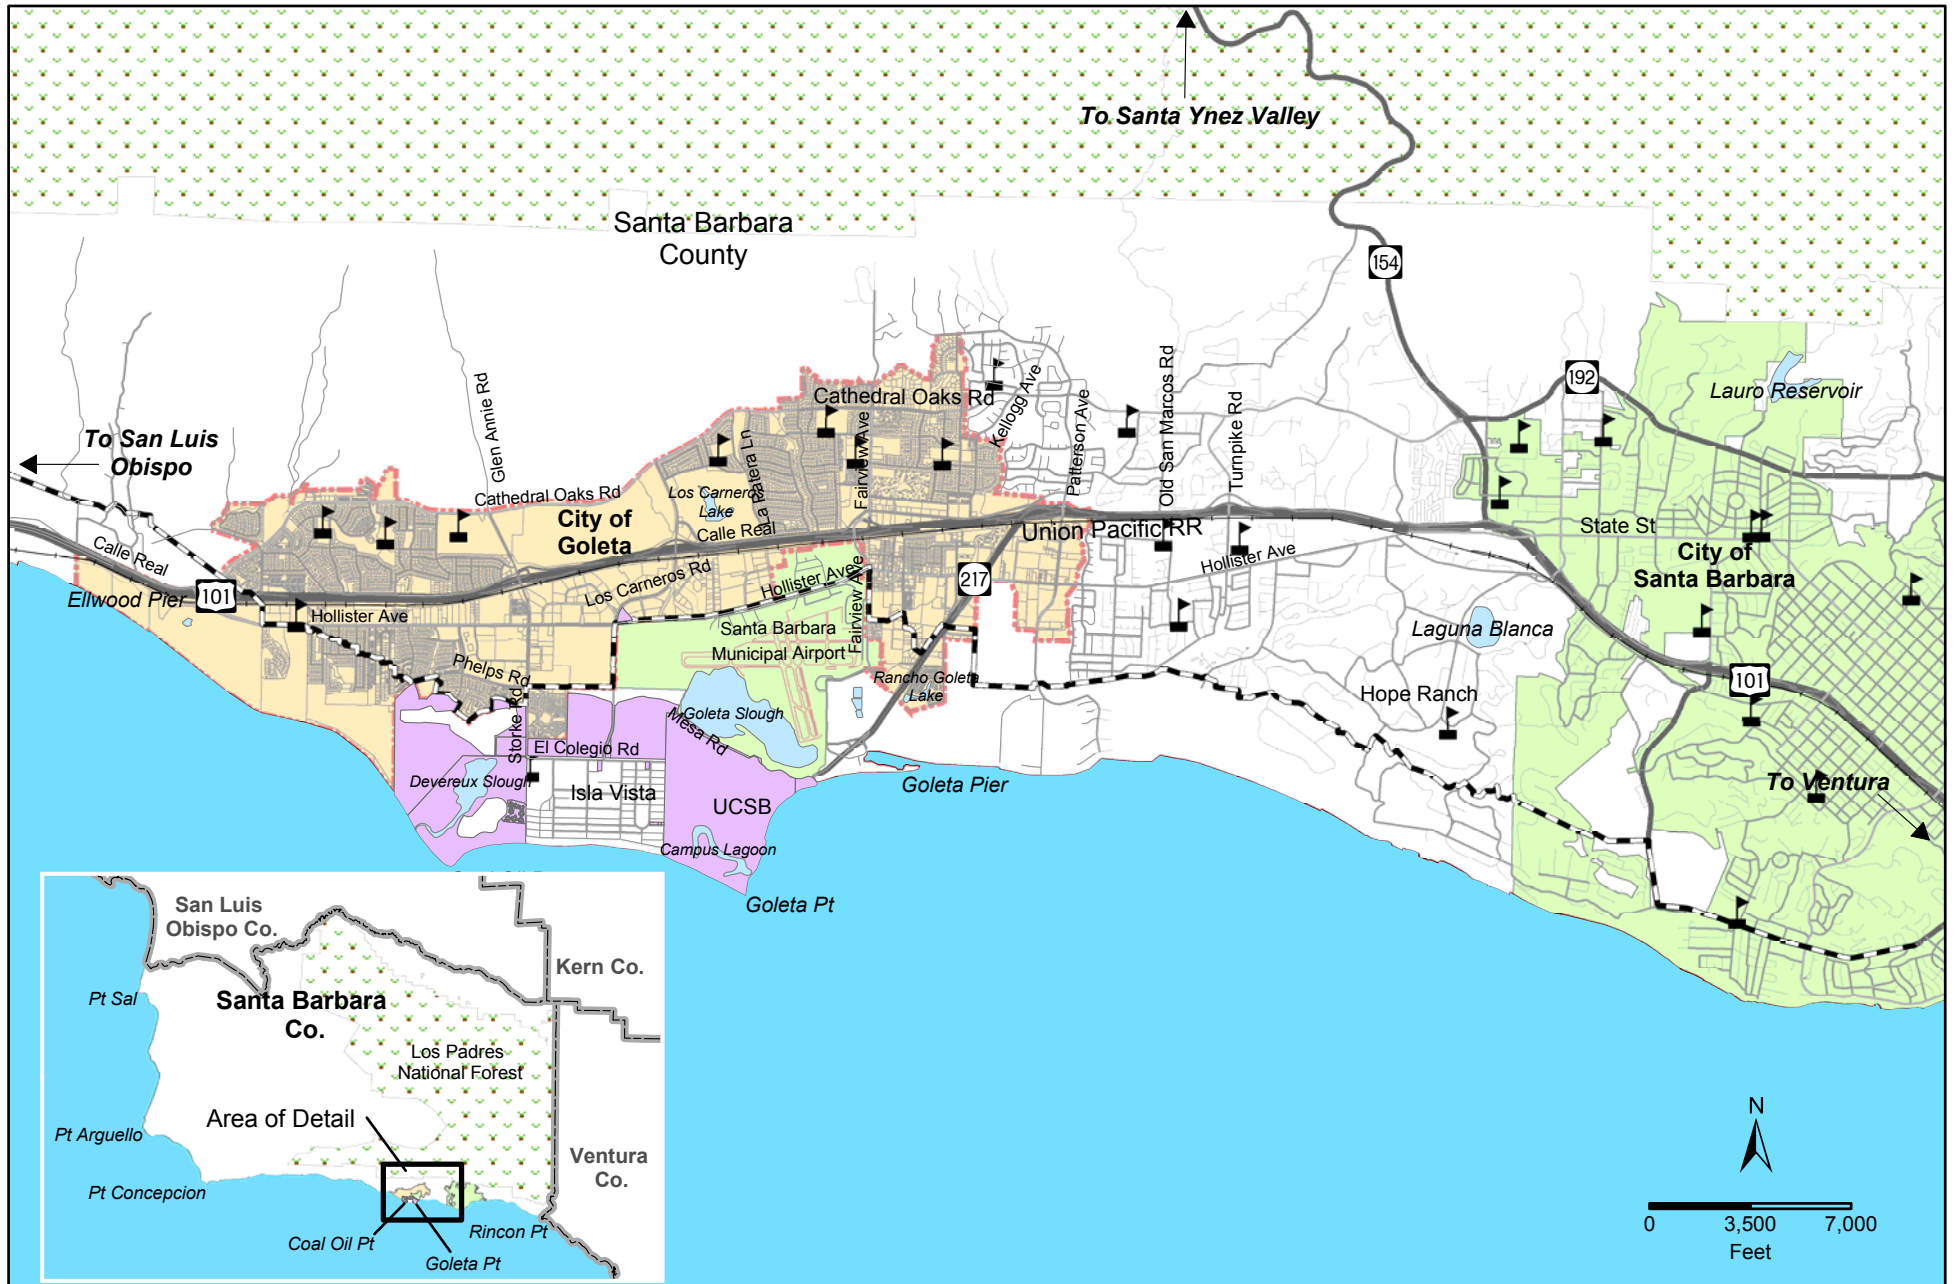 To Santa Ynez Valley
Santa Barbara
County
154
192
Lauro Reservoir
Cathedral Oaks Rd
Kellogg Ave
Patterson Ave
Old San Marcos Rd
Turnpike Rd
To San Luis
Obispo
Glen Annie Rd
Cathedral Oaks Rd
La Patera Ln
Fairview Ave
Los Carneros
Lake
City of
Goleta
Calle Real
Union Pacific RR
State St
City of
Santa Barbara
Calle Real
Hollister Ave
Los Carneros Rd
Hollister Ave
217
Ellwood Pier
101
Hollister Ave
Fairview Ave
Santa Barbara
Municipal Airport
Laguna Blanca
Phelps Rd
Rancho Goleta
Lake
Hope Ranch
101
Storke Rd
Goleta Slough
Mesa Rd
El Colegio Rd
Devereux Slough
Isla Vista
UCSB
Goleta Pier
To Ventura
Campus Lagoon
Goleta Pt
San Luis
Obispo Co.
Kern Co.
Pt Sal
Santa Barbara
Co.
Los Padres
National Forest
Area of Detail
Pt Arguello
Ventura
Co.
Pt Concepcion
Coal Oil Pt
Rincon Pt
Goleta Pt
N
0 3,500 7,000
Feet